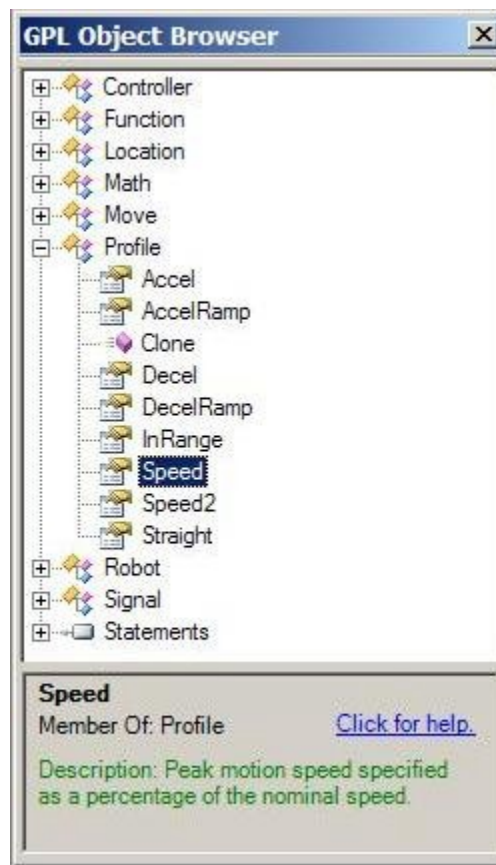 GPL Object Browser
Controller
Function
Location
Math
Move
Profile
Accel
AccelRamp
Clone
Decel
DecelRamp
InRange
Speed
Speed2
Straight
Robot
Signal
Statements
Speed
Member Of: Profile Click for help.
Description: Peak motion speed specified
as a percentage of the nominal speed.